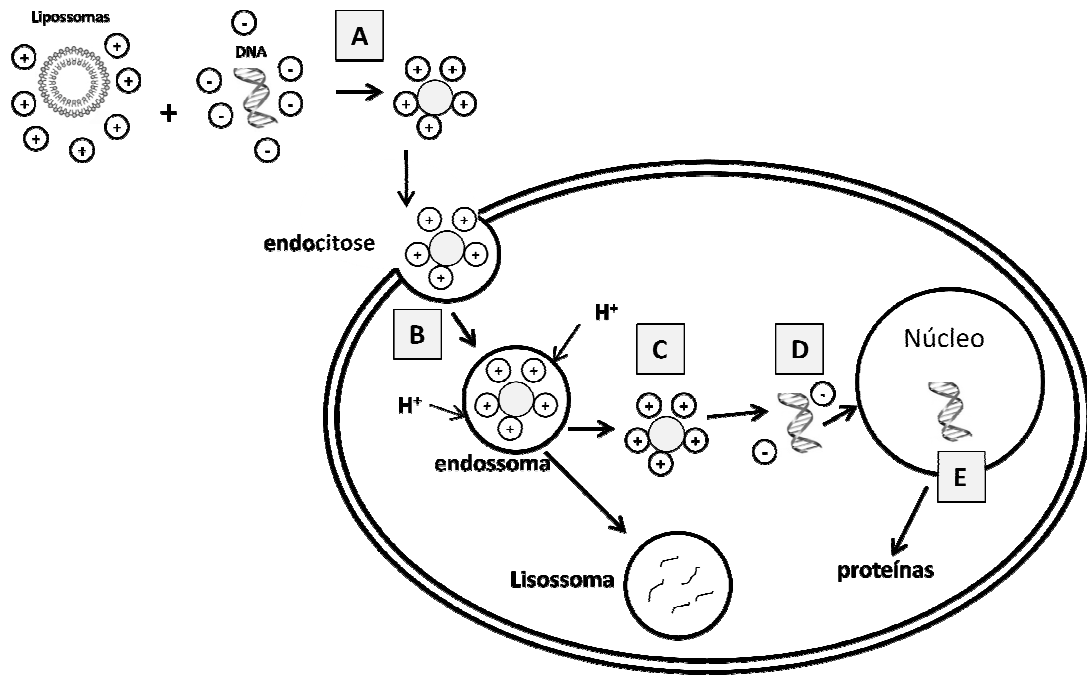 Lipossomas
+
+
+
+
+
+
+
+
-
DNA
-
-
-
-
-
A
+
+
+
+
+
endocitose
+
+
+
+
+
B
H⁺
H⁺
+
+
+
+
+
endossoma
C
+
+
+
+
+
D
-
-
Núcleo
E
Lisossoma
proteínas